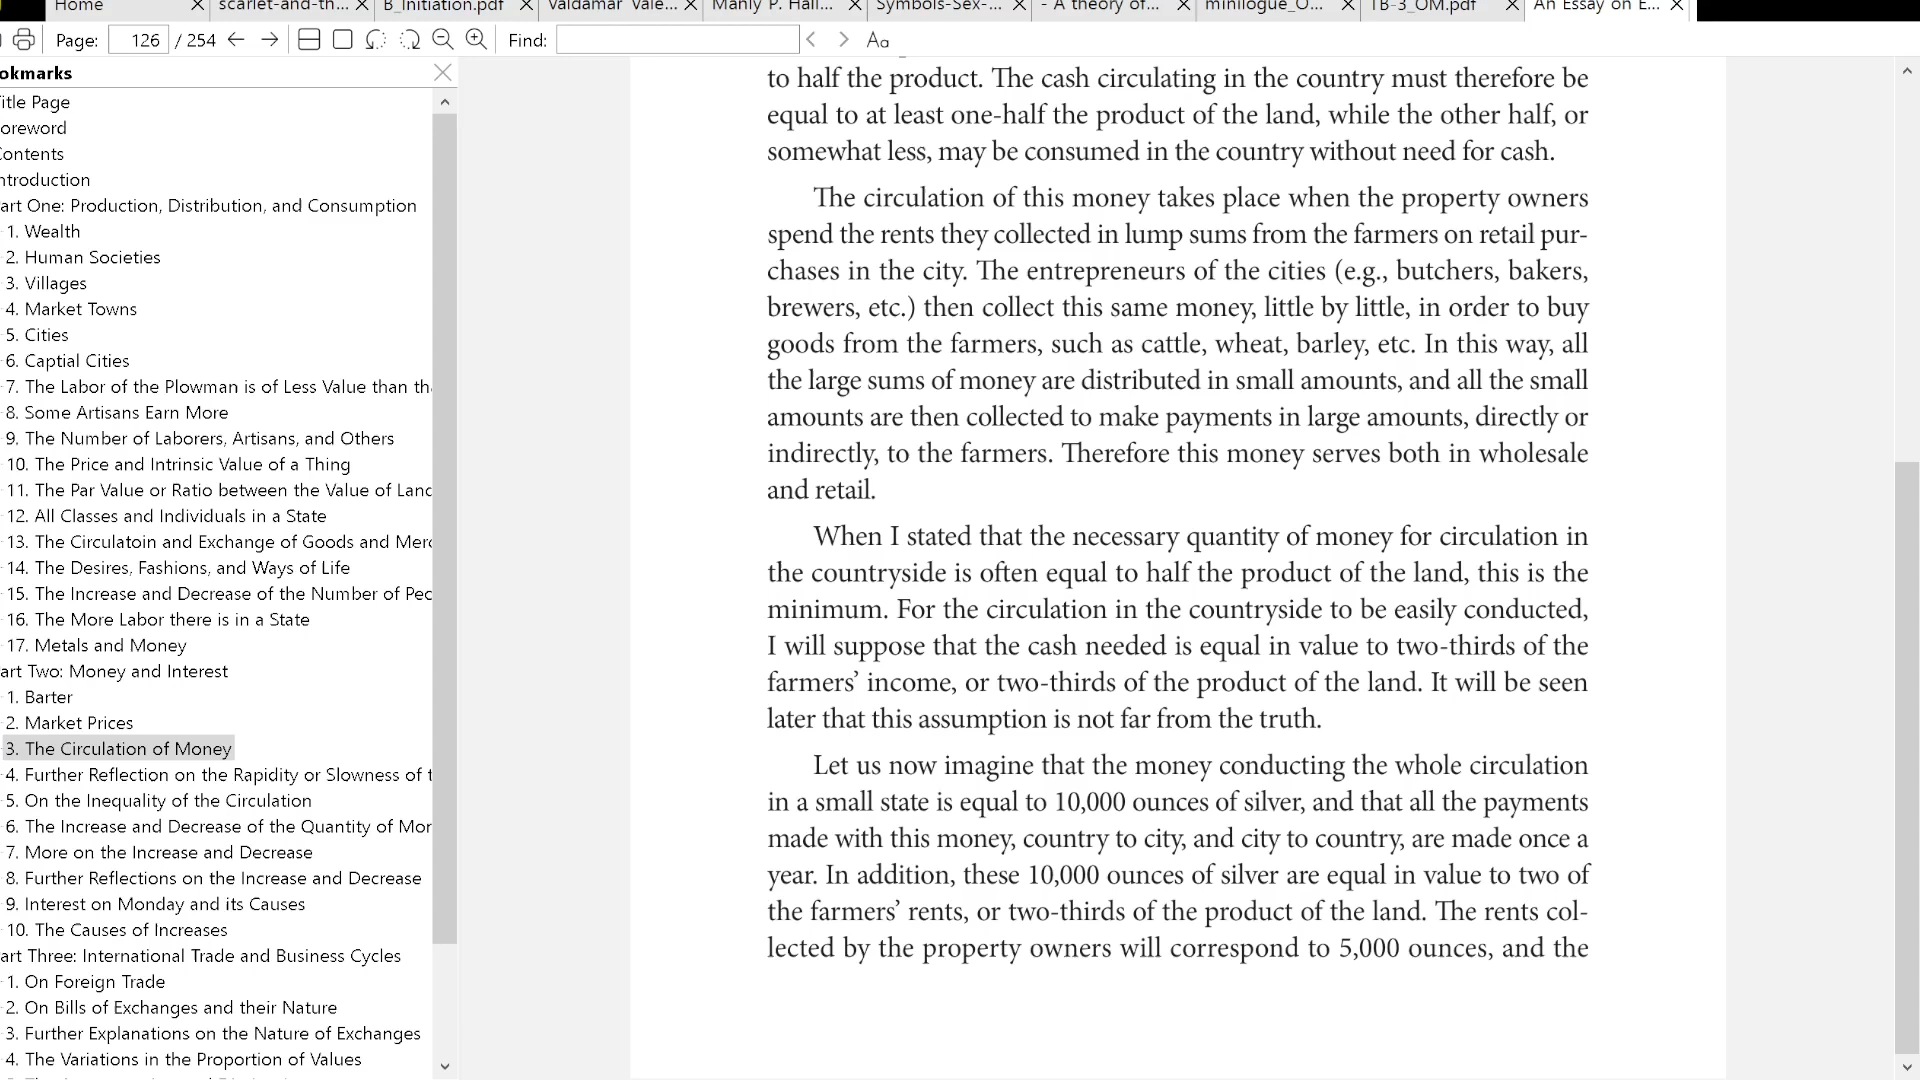 Home
scarlet-and-th...
B_Initiation.pdf
Valdamar Vale...
Manly P. Hall...
Symbols-Sex-...
- A theory of...
minilogue_O...
TB-3_OM.pdf
An Essay on E...
Page: 126 / 254
Find:
Aa
okmarks
itle Page
oreword
Contents
ntroduction
art One: Production, Distribution, and Consumption
1. Wealth
2. Human Societies
3. Villages
4. Market Towns
5. Cities
6. Captial Cities
7. The Labor of the Plowman is of Less Value than th
8. Some Artisans Earn More
9. The Number of Laborers, Artisans, and Others
10. The Price and Intrinsic Value of a Thing
11. The Par Value or Ratio between the Value of Land
12. All Classes and Individuals in a State
13. The Circulatoin and Exchange of Goods and Merc
14. The Desires, Fashions, and Ways of Life
15. The Increase and Decrease of the Number of Peo
16. The More Labor there is in a State
17. Metals and Money
art Two: Money and Interest
1. Barter
2. Market Prices
3. The Circulation of Money
4. Further Reflection on the Rapidity or Slowness of t
5. On the Inequality of the Circulation
6. The Increase and Decrease of the Quantity of Mon
7. More on the Increase and Decrease
8. Further Reflections on the Increase and Decrease
9. Interest on Monday and its Causes
10. The Causes of Increases
art Three: International Trade and Business Cycles
1. On Foreign Trade
2. On Bills of Exchanges and their Nature
3. Further Explanations on the Nature of Exchanges
4. The Variations in the Proportion of Values
to half the product. The cash circulating in the country must therefore be
equal to at least one-half the product of the land, while the other half, or
somewhat less, may be consumed in the country without need for cash.
The circulation of this money takes place when the property owners
spend the rents they collected in lump sums from the farmers on retail pur-
chases in the city. The entrepreneurs of the cities (e.g., butchers, bakers,
brewers, etc.) then collect this same money, little by little, in order to buy
goods from the farmers, such as cattle, wheat, barley, etc. In this way, all
the large sums of money are distributed in small amounts, and all the small
amounts are then collected to make payments in large amounts, directly or
indirectly, to the farmers. Therefore this money serves both in wholesale
and retail.
When I stated that the necessary quantity of money for circulation in
the countryside is often equal to half the product of the land, this is the
minimum. For the circulation in the countryside to be easily conducted,
I will suppose that the cash needed is equal in value to two-thirds of the
farmers’ income, or two-thirds of the product of the land. It will be seen
later that this assumption is not far from the truth.
Let us now imagine that the money conducting the whole circulation
in a small state is equal to 10,000 ounces of silver, and that all the payments
made with this money, country to city, and city to country, are made once a
year. In addition, these 10,000 ounces of silver are equal in value to two of
the farmers’ rents, or two-thirds of the product of the land. The rents col-
lected by the property owners will correspond to 5,000 ounces, and the